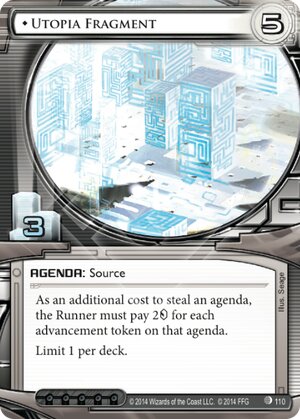 • Utopia Fragment 5
3
AGENDA: Source
As an additional cost to steal an agenda,
the Runner must pay 2 for each
advancement token on that agenda.
Limit 1 per deck.
Illus. Seage
© 2014 Wizards of the Coast LLC. © 2014 FFG 110